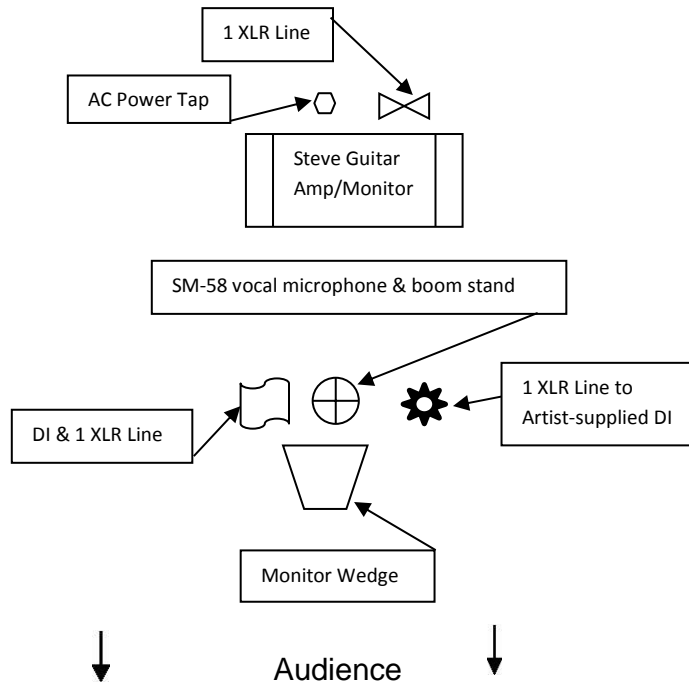 1 XLR Line
AC Power Tap
Steve Guitar
Amp/Monitor
SM-58 vocal microphone & boom stand
1 XLR Line to
Artist-supplied DI
DI & 1 XLR Line
Monitor Wedge
Audience